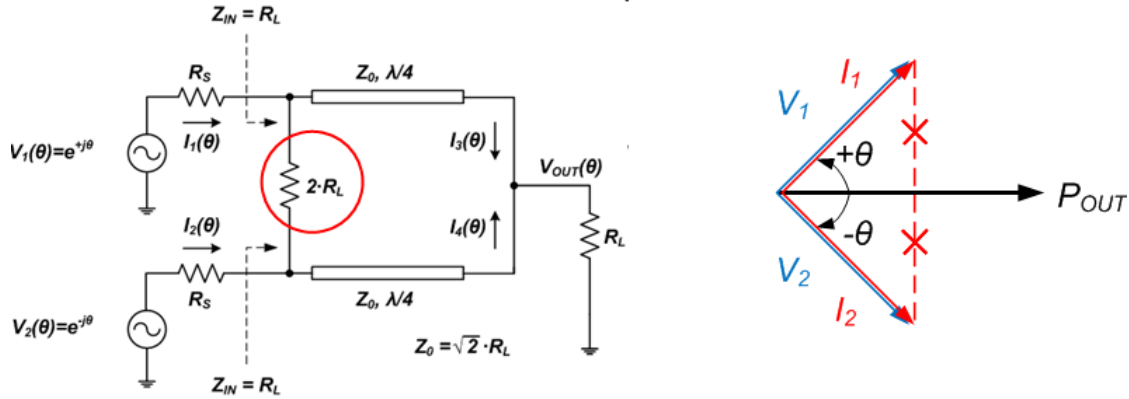 Z_IN = R_L
R_S
Z_0, λ/4
I_1(θ)
I_3(θ)
V_1(θ)=e^{+jθ}
2·R_L
V_OUT(θ)
I_2(θ)
I_4(θ)
R_L
R_S
Z_0, λ/4
V_2(θ)=e^{-jθ}
Z_0 = √2 · R_L
Z_IN = R_L
I_1
V_1
+θ
P_OUT
-θ
V_2
I_2